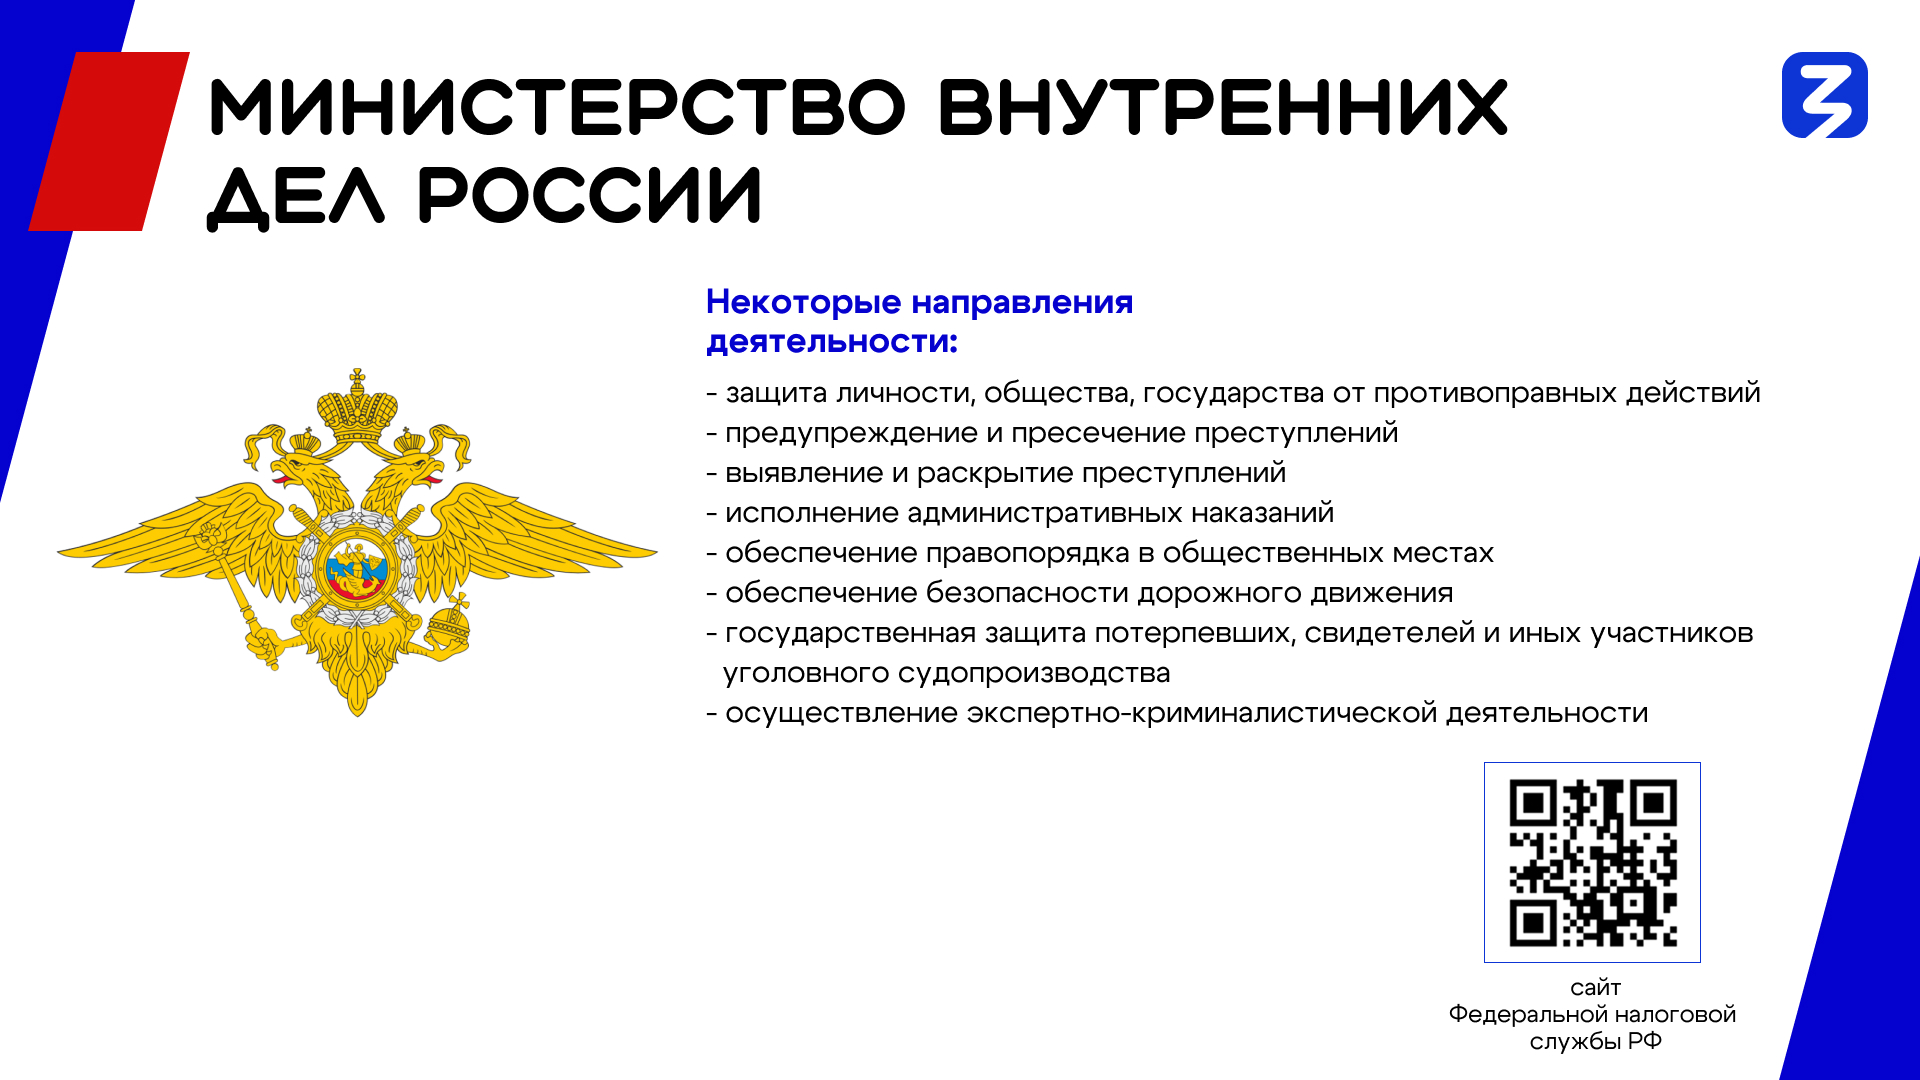 МИНИСТЕРСТВО ВНУТРЕННИХ
ДЕЛ РОССИИ
Некоторые направления
деятельности:
- защита личности, общества, государства от противоправных действий
- предупреждение и пресечение преступлений
- выявление и раскрытие преступлений
- исполнение административных наказаний
- обеспечение правопорядка в общественных местах
- обеспечение безопасности дорожного движения
- государственная защита потерпевших, свидетелей и иных участников
уголовного судопроизводства
- осуществление экспертно-криминалистической деятельности
сайт
Федеральной налоговой
службы РФ